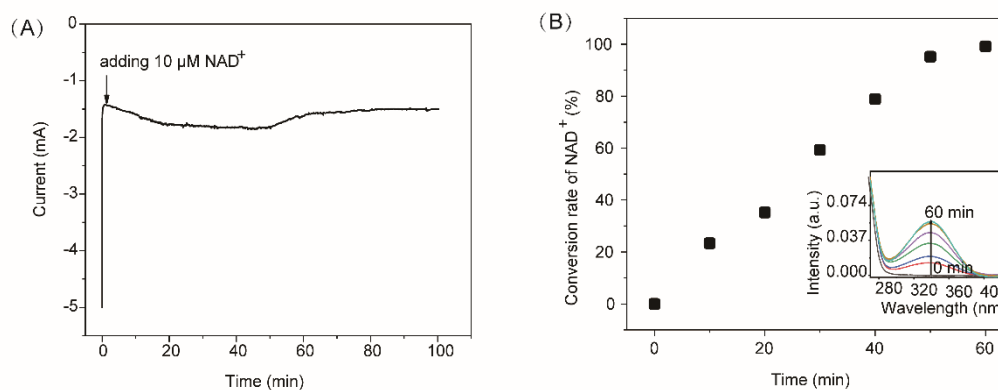 (A)
0
adding 10 µM NAD+
-1
-2
-3
-4
-5
Current (mA)
0 20 40 60 80 100
Time (min)
(B)
100
80
60
40
20
0
Conversion rate of NAD+ (%)
0 20 40 60
Time (min)
0.074
0.037
0.000
Intensity (a.u.)
60 min
0 min
280 320 360 40
Wavelength (nm